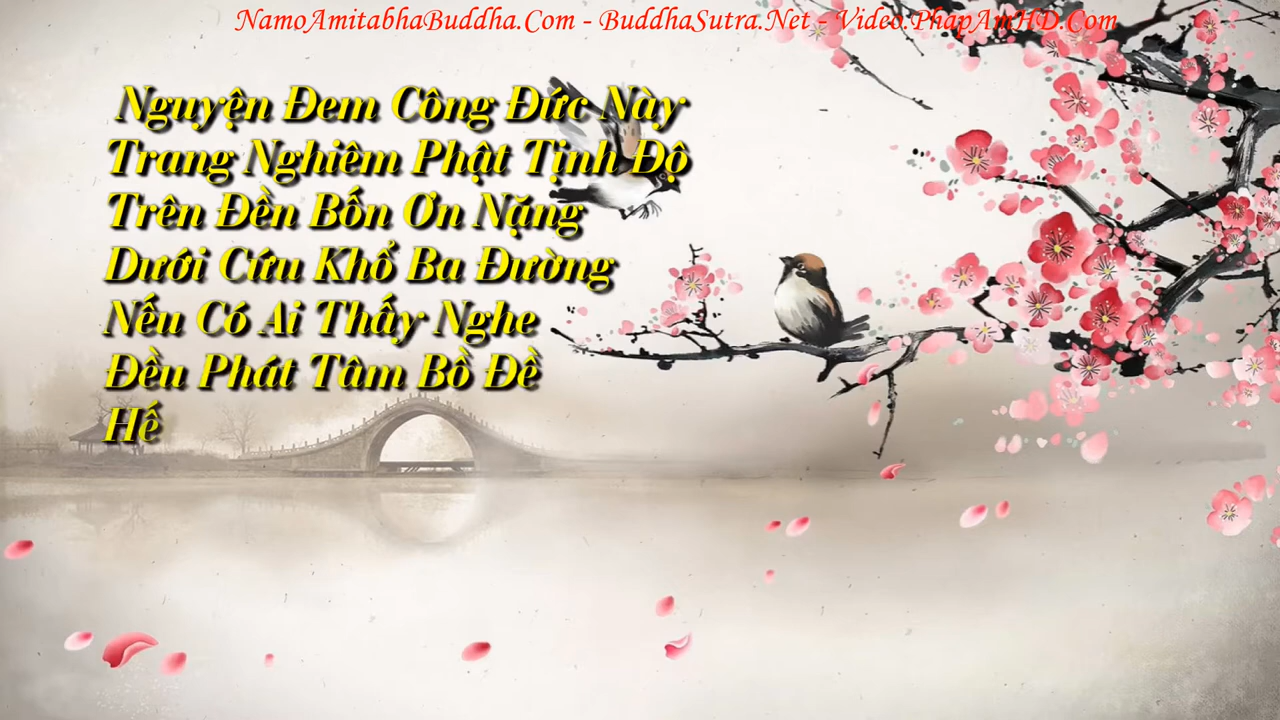 NamoAmitabhaBuddha.Com - BuddhaSutra.Net - Video.PhapAmHD.Com
Nguyện Đem Công Đức Này
Trang Nghiêm Phật Tịnh Độ
Trên Đền Bốn Ơn Nặng
Dưới Cứu Khổ Ba Đường
Nếu Có Ai Thấy Nghe
Đều Phát Tâm Bồ Đề
Hế